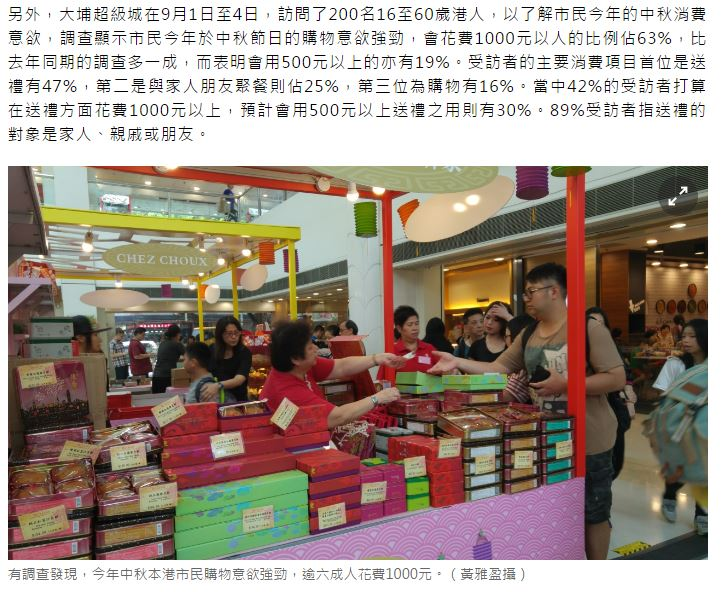 另外，大埔超級城在9月1日至4日，訪問了200名16至60歲港人，以了解市民今年的中秋消費
意欲，調查顯示市民今年於中秋節日的購物意欲強勁，會花費1000元以人的比例佔63%，比
去年同期的調查多一成，而表明會用500元以上的亦有19%。受訪者的主要消費項目首位是送
禮有47%，第二是與家人朋友聚餐則佔25%，第三位為購物有16%。當中42%的受訪者打算
在送禮方面花費1000元以上，預計會用500元以上送禮之用則有30%。89%受訪者指送禮的
對象是家人、親戚或朋友。
CHEZ CHOUX
有調查發現，今年中秋本港市民購物意欲強勁，逾六成人花費1000元。（黃雅盈攝）